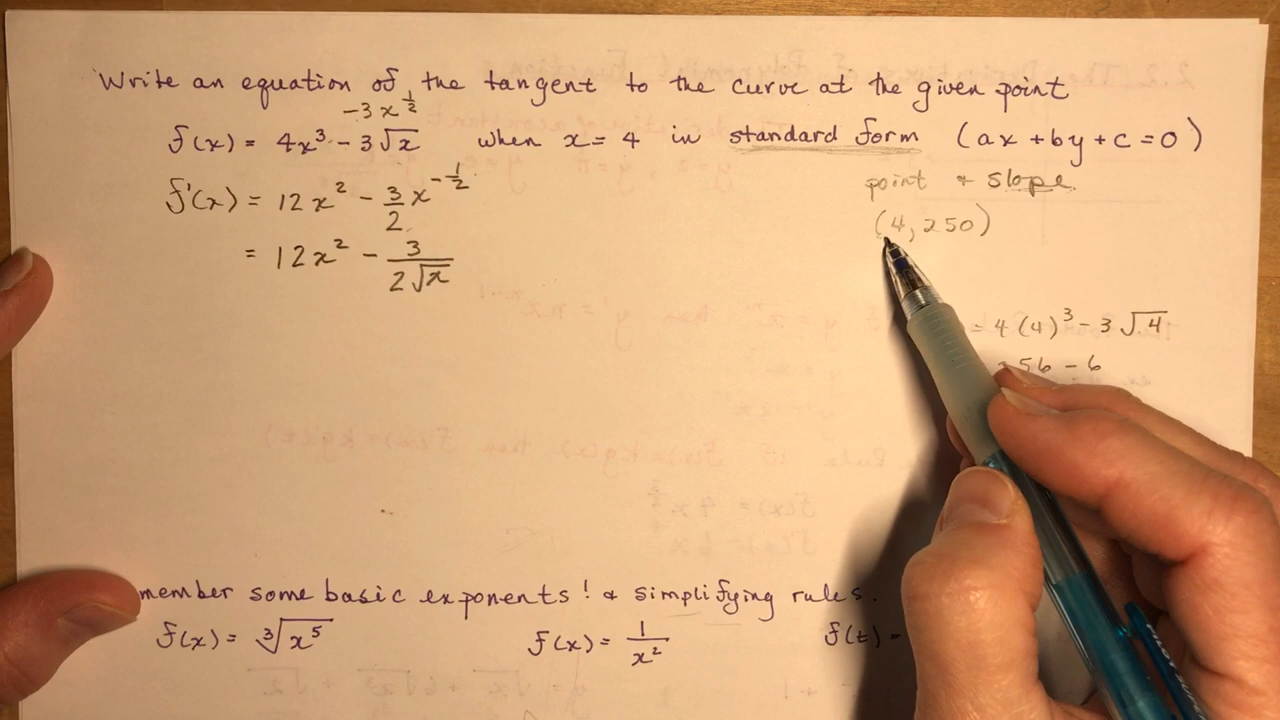 Write an equation of the tangent to the curve at the given point
-3x^½
f(x) = 4x³ - 3√x when x = 4 in standard form (ax + by + c = 0)
point & slope
f'(x) = 12x² - 3/2 x^-½
(4, 250)
= 12x² - 3/(2√x)
= 4(4)³ - 3√4
56 - 6
member some basic exponents! & simplifying rules.
f(x) = ∛x⁵ f(x) = 1/x² f(t) =